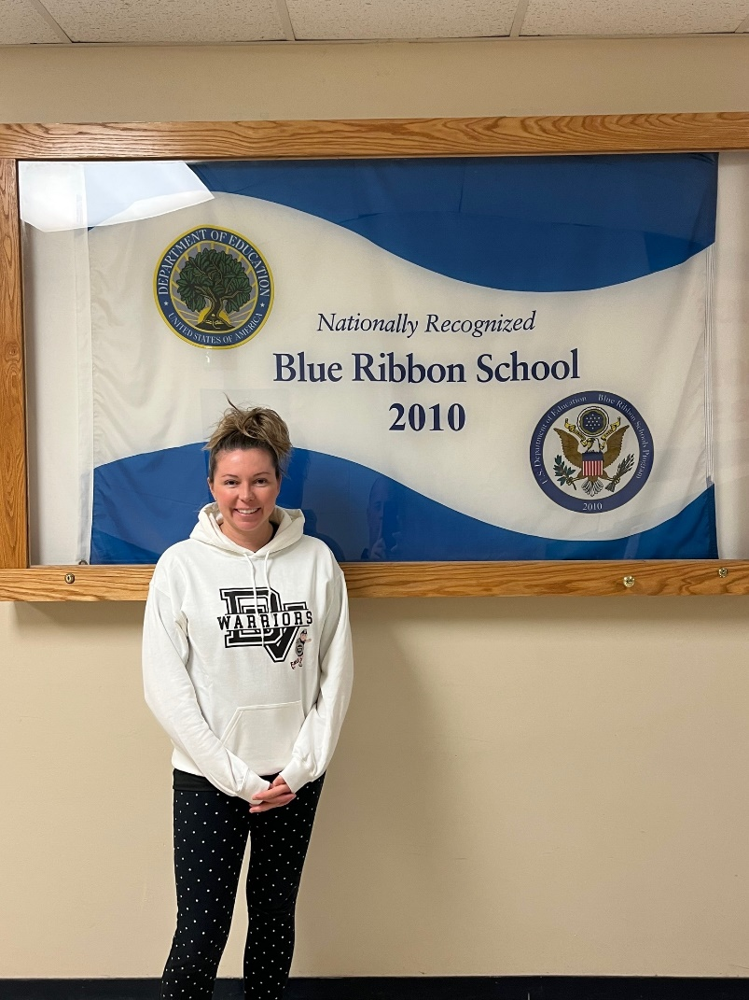 DEPARTMENT OF EDUCATION
UNITED STATES OF AMERICA
Nationally Recognized
Blue Ribbon School
2010
U.S. Department of Education Blue Ribbon Schools Program
2010
DV
WARRIORS